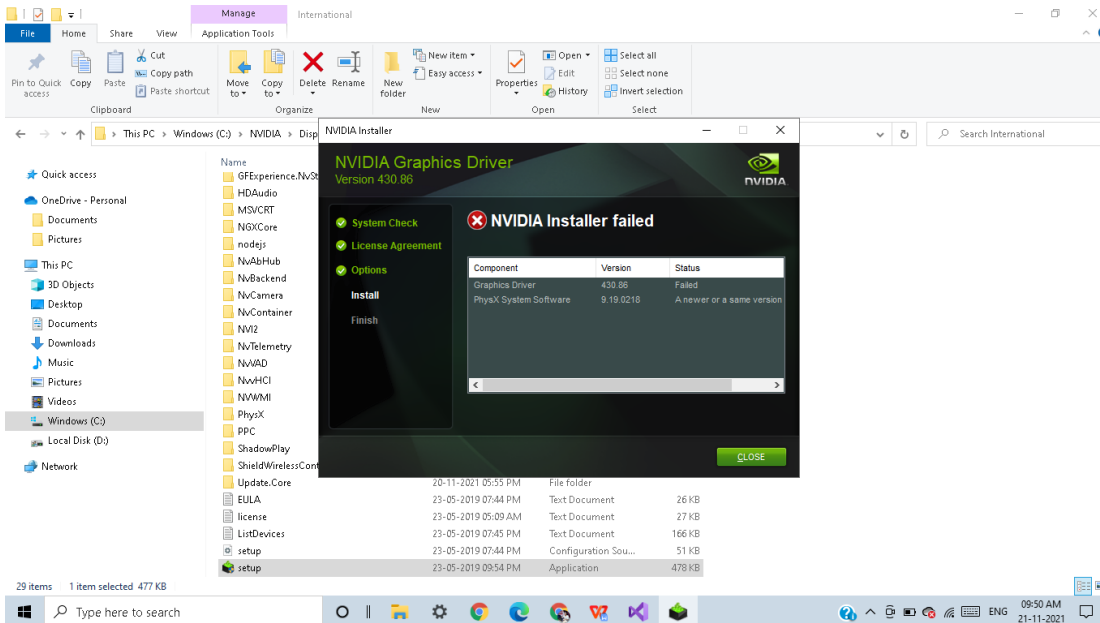 Manage
International
File
Home
Share
View
Application Tools
Pin to Quick access
Copy
Paste
Cut
Copy path
Paste shortcut
Move to
Copy to
Delete
Rename
New folder
New item
Easy access
Properties
Open
Edit
History
Select all
Select none
Invert selection
Clipboard
Organize
New
Open
Select
This PC > Windows (C:) > NVIDIA > Disp
Search International
Quick access
OneDrive - Personal
Documents
Pictures
This PC
3D Objects
Desktop
Documents
Downloads
Music
Pictures
Videos
Windows (C:)
Local Disk (D:)
Network
Name
GFExperience.NvSt
HDAudio
MSVCRT
NGXCore
nodejs
NvAbHub
NvBackend
NvCamera
NvContainer
NVI2
NvTelemetry
NvVAD
NvvHCI
NVWMI
PhysX
PPC
ShadowPlay
ShieldWirelessCont
Update.Core 20-11-2021 05:55 PM File folder
EULA 23-05-2019 07:44 PM Text Document 26 KB
license 23-05-2019 05:09 AM Text Document 27 KB
ListDevices 23-05-2019 07:45 PM Text Document 166 KB
setup 23-05-2019 07:44 PM Configuration Sou... 51 KB
setup 23-05-2019 09:54 PM Application 478 KB
NVIDIA Installer
NVIDIA Graphics Driver
Version 430.86
NVIDIA.
System Check
License Agreement
Options
Install
Finish
NVIDIA Installer failed
Component Version Status
Graphics Driver 430.86 Failed
PhysX System Software 9.19.0218 A newer or a same version
CLOSE
29 items 1 item selected 477 KB
Type here to search
ENG
09:50 AM
21-11-2021